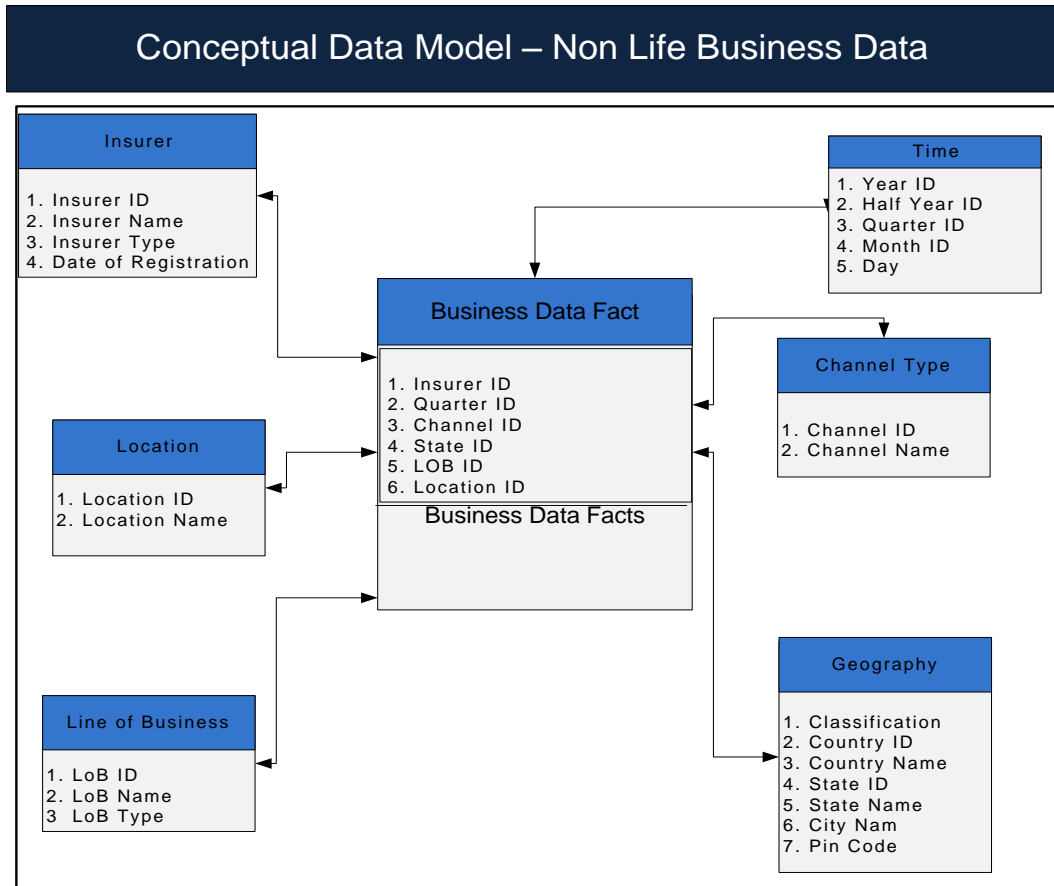 Conceptual Data Model – Non Life Business Data
Insurer
1. Insurer ID
2. Insurer Name
3. Insurer Type
4. Date of Registration
Time
1. Year ID
2. Half Year ID
3. Quarter ID
4. Month ID
5. Day
Business Data Fact
1. Insurer ID
2. Quarter ID
3. Channel ID
4. State ID
5. LOB ID
6. Location ID
Business Data Facts
Channel Type
1. Channel ID
2. Channel Name
Location
1. Location ID
2. Location Name
Line of Business
1. LoB ID
2. LoB Name
3 LoB Type
Geography
1. Classification
2. Country ID
3. Country Name
4. State ID
5. State Name
6. City Nam
7. Pin Code